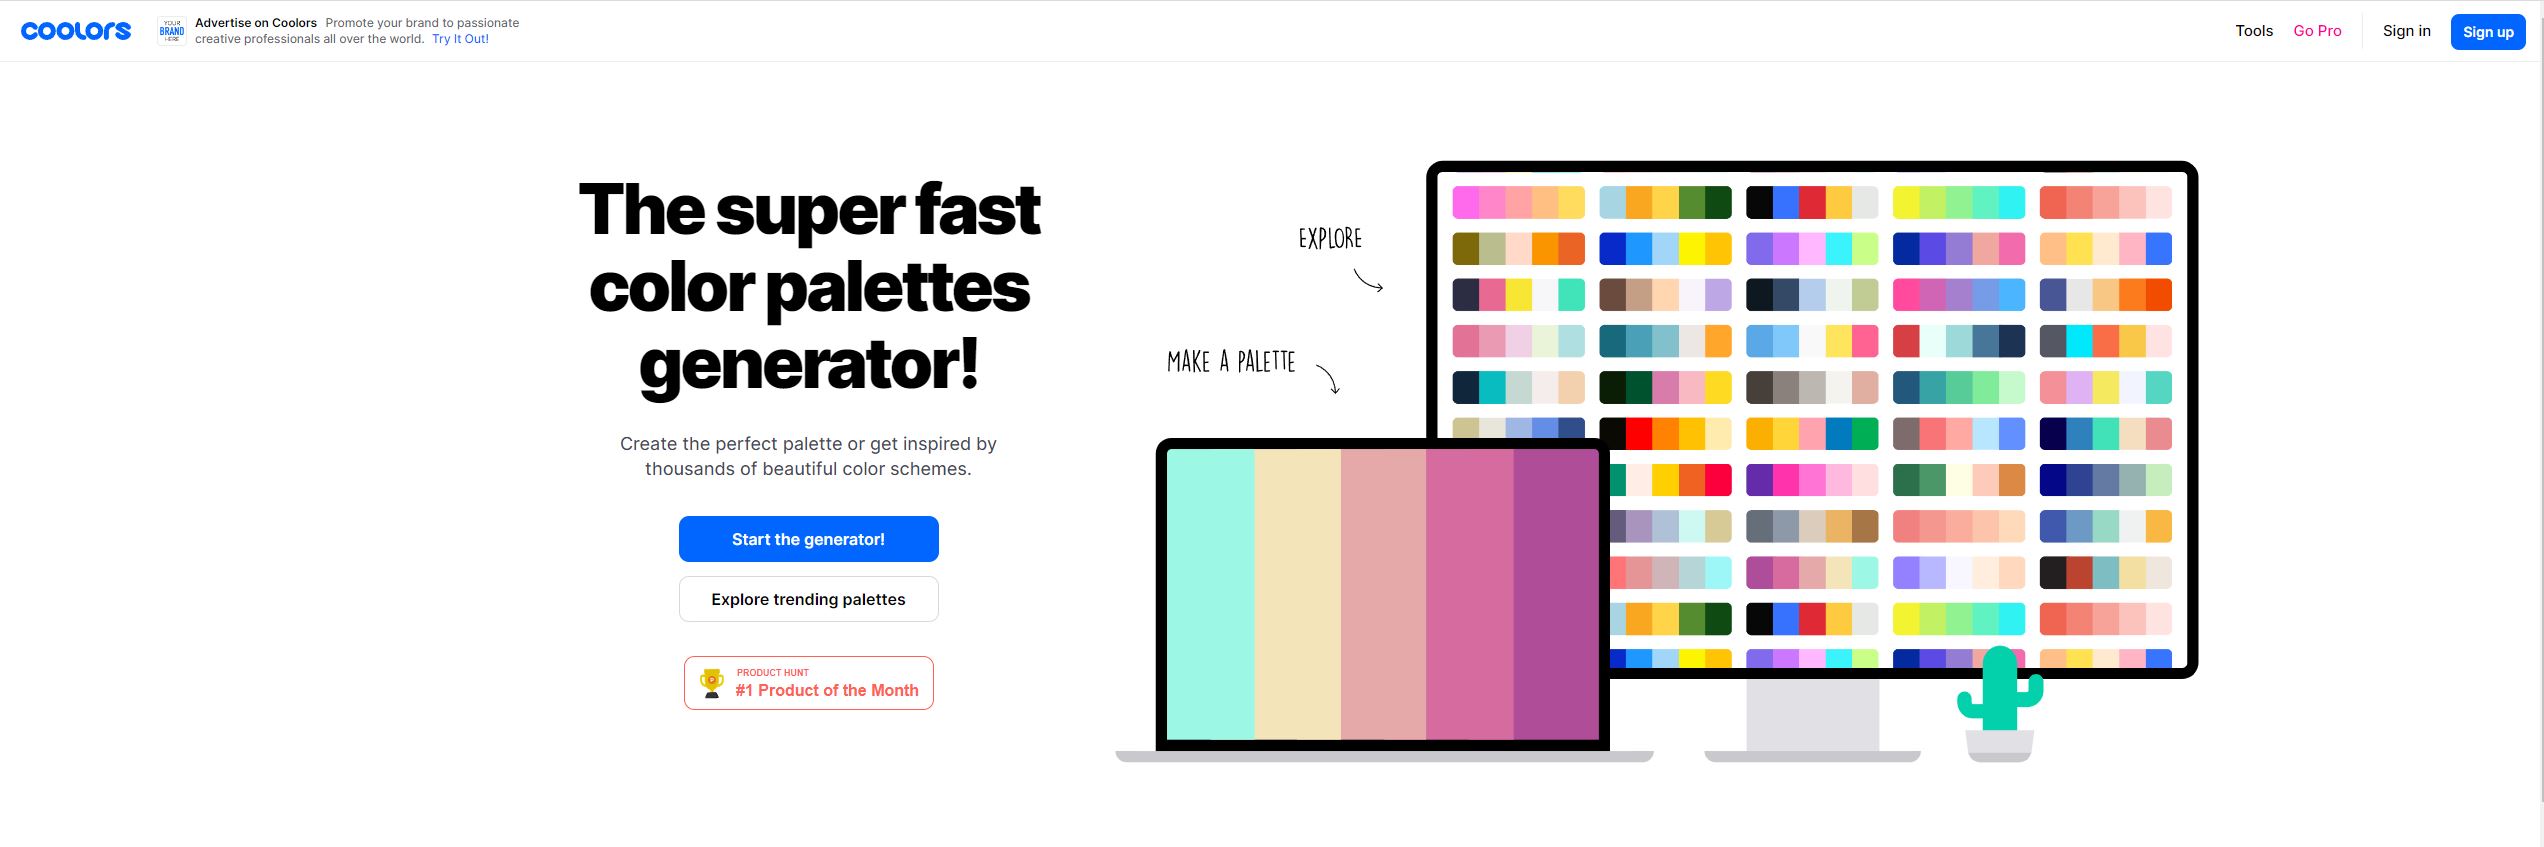 coolors
YOUR
BRAND
HERE
Advertise on Coolors Promote your brand to passionate
creative professionals all over the world. Try It Out!
Tools Go Pro Sign in Sign up
The super fast
color palettes
generator!
Create the perfect palette or get inspired by
thousands of beautiful color schemes.
Start the generator!
Explore trending palettes
PRODUCT HUNT
#1 Product of the Month
EXPLORE
MAKE A PALETTE